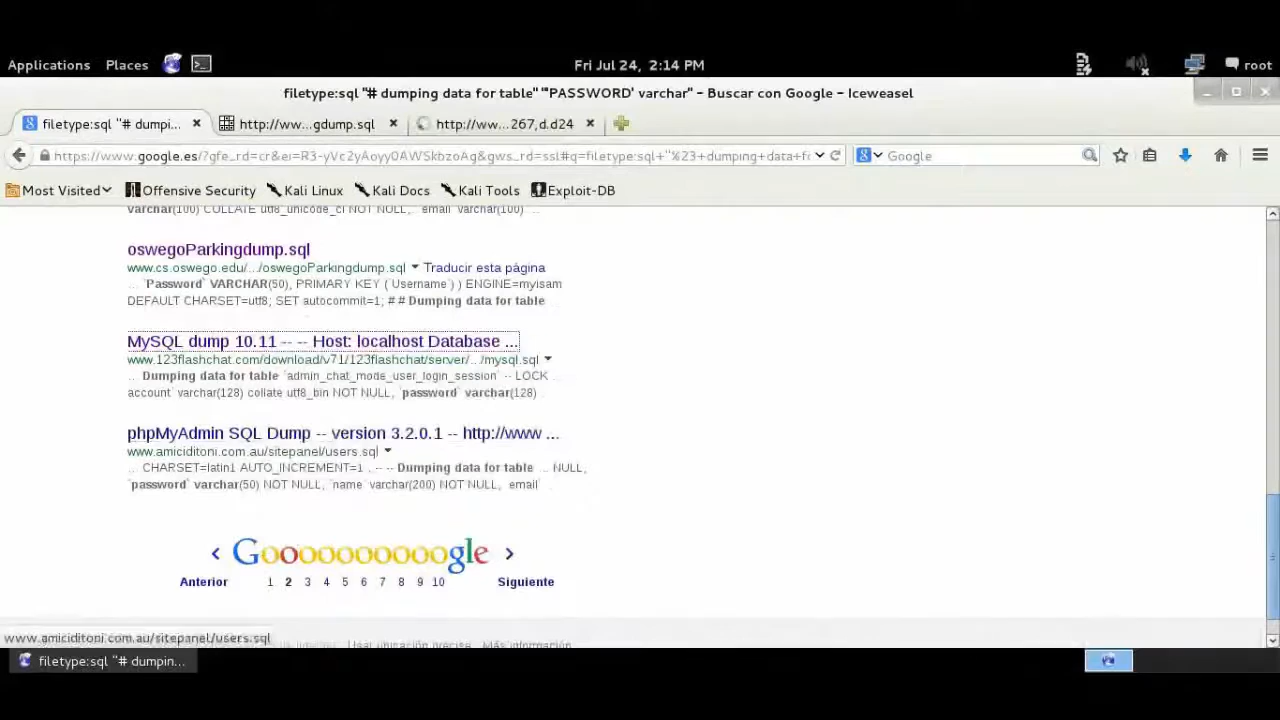 Applications Places Fri Jul 24, 2:14 PM root
filetype:sql "# dumping data for table" "`PASSWORD` varchar" - Buscar con Google - Iceweasel
filetype:sql "# dumpi... http://ww...gdump.sql http://ww...267,d.d24
https://www.google.es/?gfe_rd=cr&ei=R3-yVc2yAoyy0AWSkbzoAg&gws_rd=ssl#q=filetype:sql+"%23+dumping+data+fo Google
Most Visited Offensive Security Kali Linux Kali Docs Kali Tools Exploit-DB
varchar(100) COLLATE utf8_unicode_ci NOT NULL, `email` varchar(100) ...
oswegoParkingdump.sql
www.cs.oswego.edu/.../oswegoParkingdump.sql Traducir esta página
... `Password` VARCHAR(50), PRIMARY KEY (`Username`) ) ENGINE=myisam
DEFAULT CHARSET=utf8; SET autocommit=1; # # Dumping data for table
MySQL dump 10.11 -- -- Host: localhost Database ...
www.123flashchat.com/download/v71/123flashchat/server/.../mysql.sql
... Dumping data for table `admin_chat_mode_user_login_session` -- LOCK ...
account` varchar(128) collate utf8_bin NOT NULL, `password` varchar(128)
phpMyAdmin SQL Dump -- version 3.2.0.1 -- http://www ...
www.amiciditoni.com.au/sitepanel/users.sql
... CHARSET=latin1 AUTO_INCREMENT=1 ; -- -- Dumping data for table ... NULL,
`password` varchar(50) NOT NULL, `name` varchar(200) NOT NULL, `email`
< Gooooooooooogle >
Anterior 1 2 3 4 5 6 7 8 9 10 Siguiente
www.amiciditoni.com.au/sitepanel/users.sql
Usar ubicación precisa Más información
filetype:sql "# dumpin...